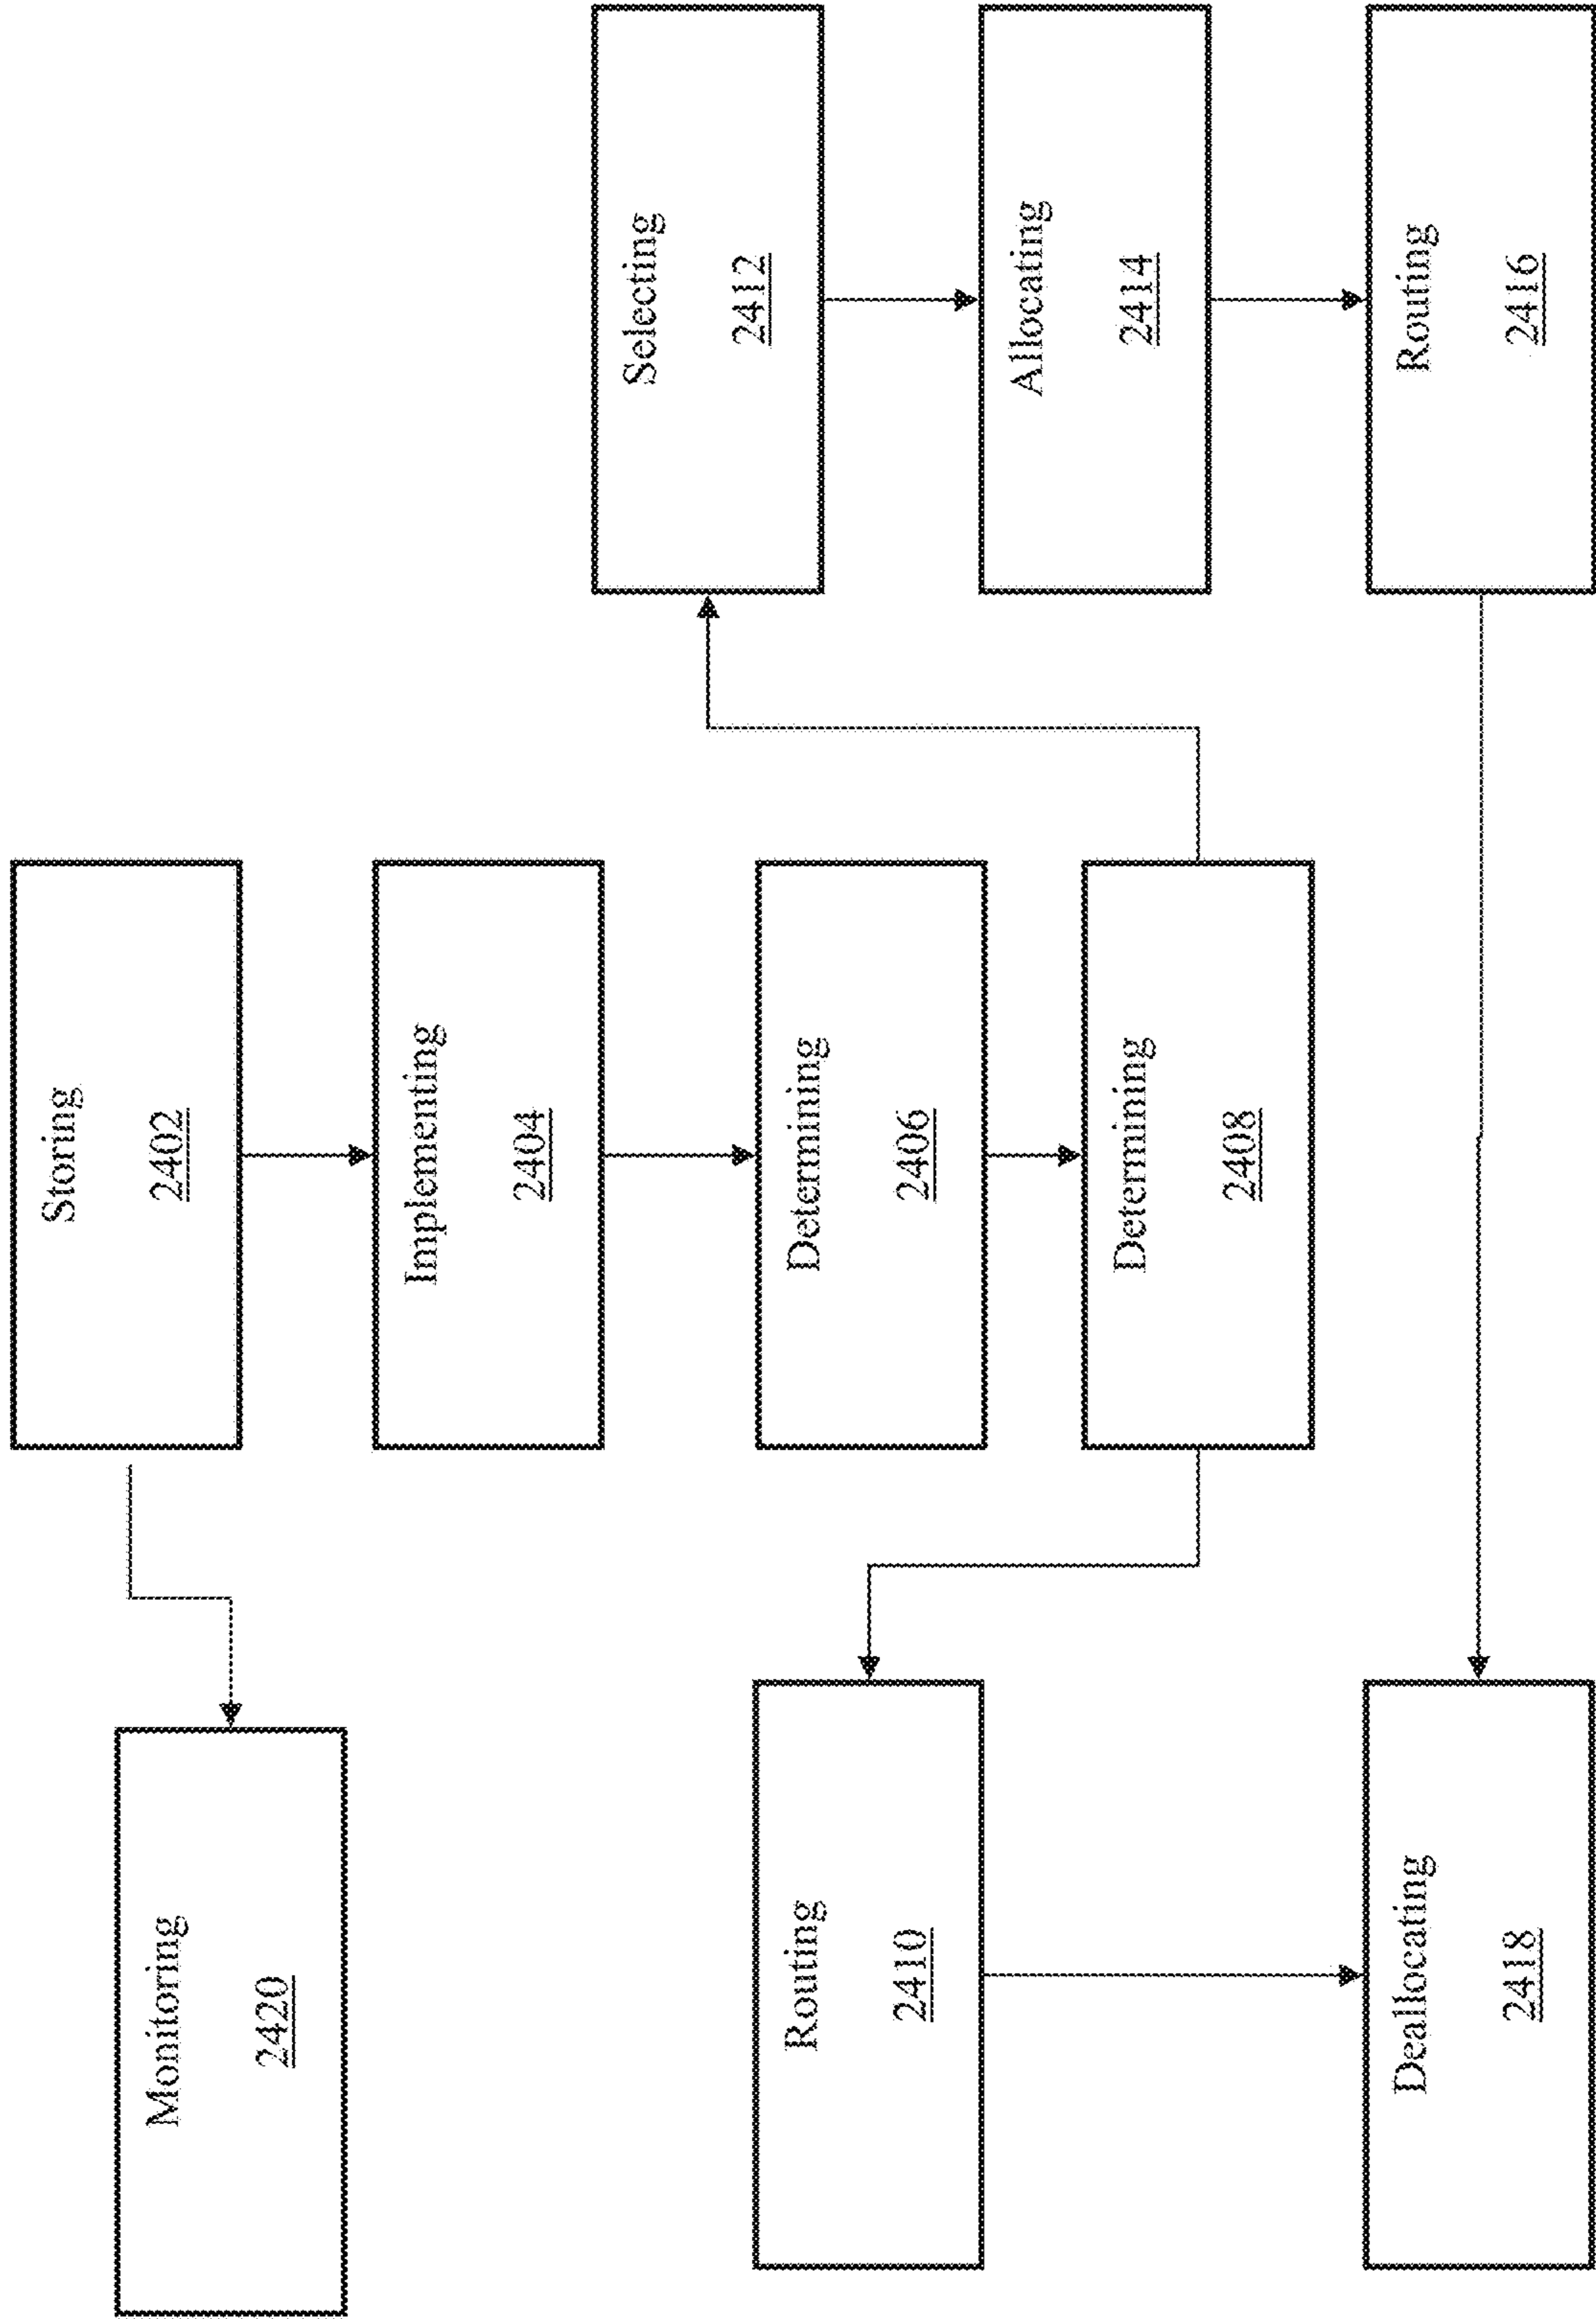 Storing
2402
Monitoring
2420
Implementing
2404
Determining
2406
Determining
2408
Selecting
2412
Routing
2410
Allocating
2414
Deallocating
2418
Routing
2416